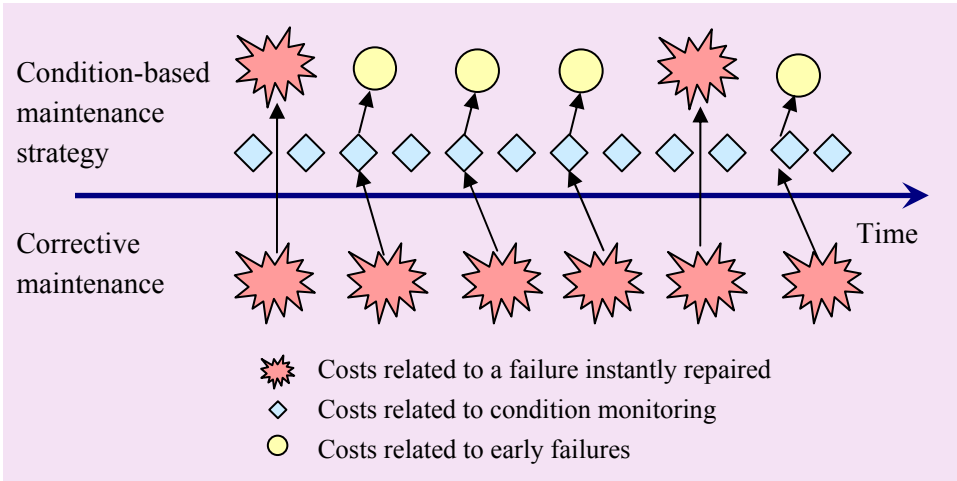 Condition-based
maintenance
strategy
Time
Corrective
maintenance
Costs related to a failure instantly repaired
Costs related to condition monitoring
Costs related to early failures